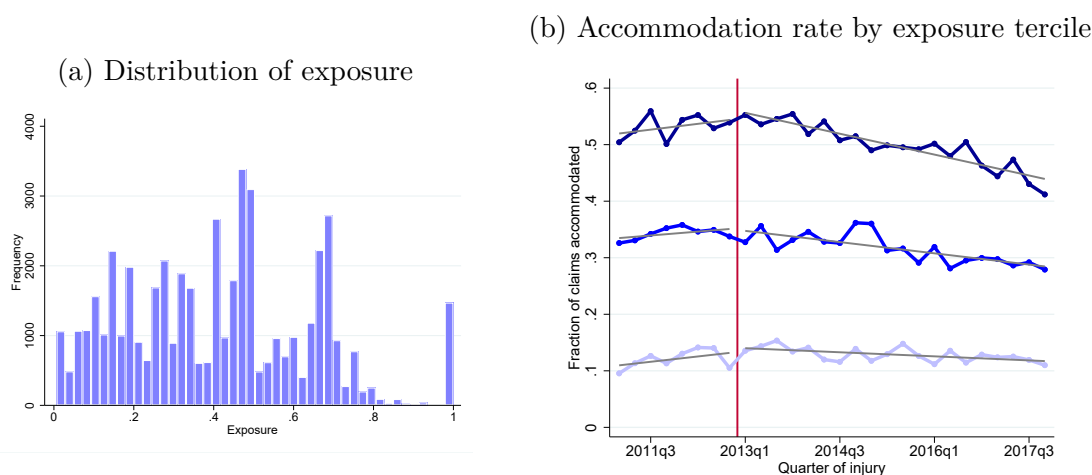 (a) Distribution of exposure
4000
3000
2000
1000
0
Frequency
0 .2 .4 .6 .8 1
Exposure
(b) Accommodation rate by exposure tercile
.6
.5
.4
.3
.2
.1
0
Fraction of claims accommodated
2011q3 2013q1 2014q3 2016q1 2017q3
Quarter of injury